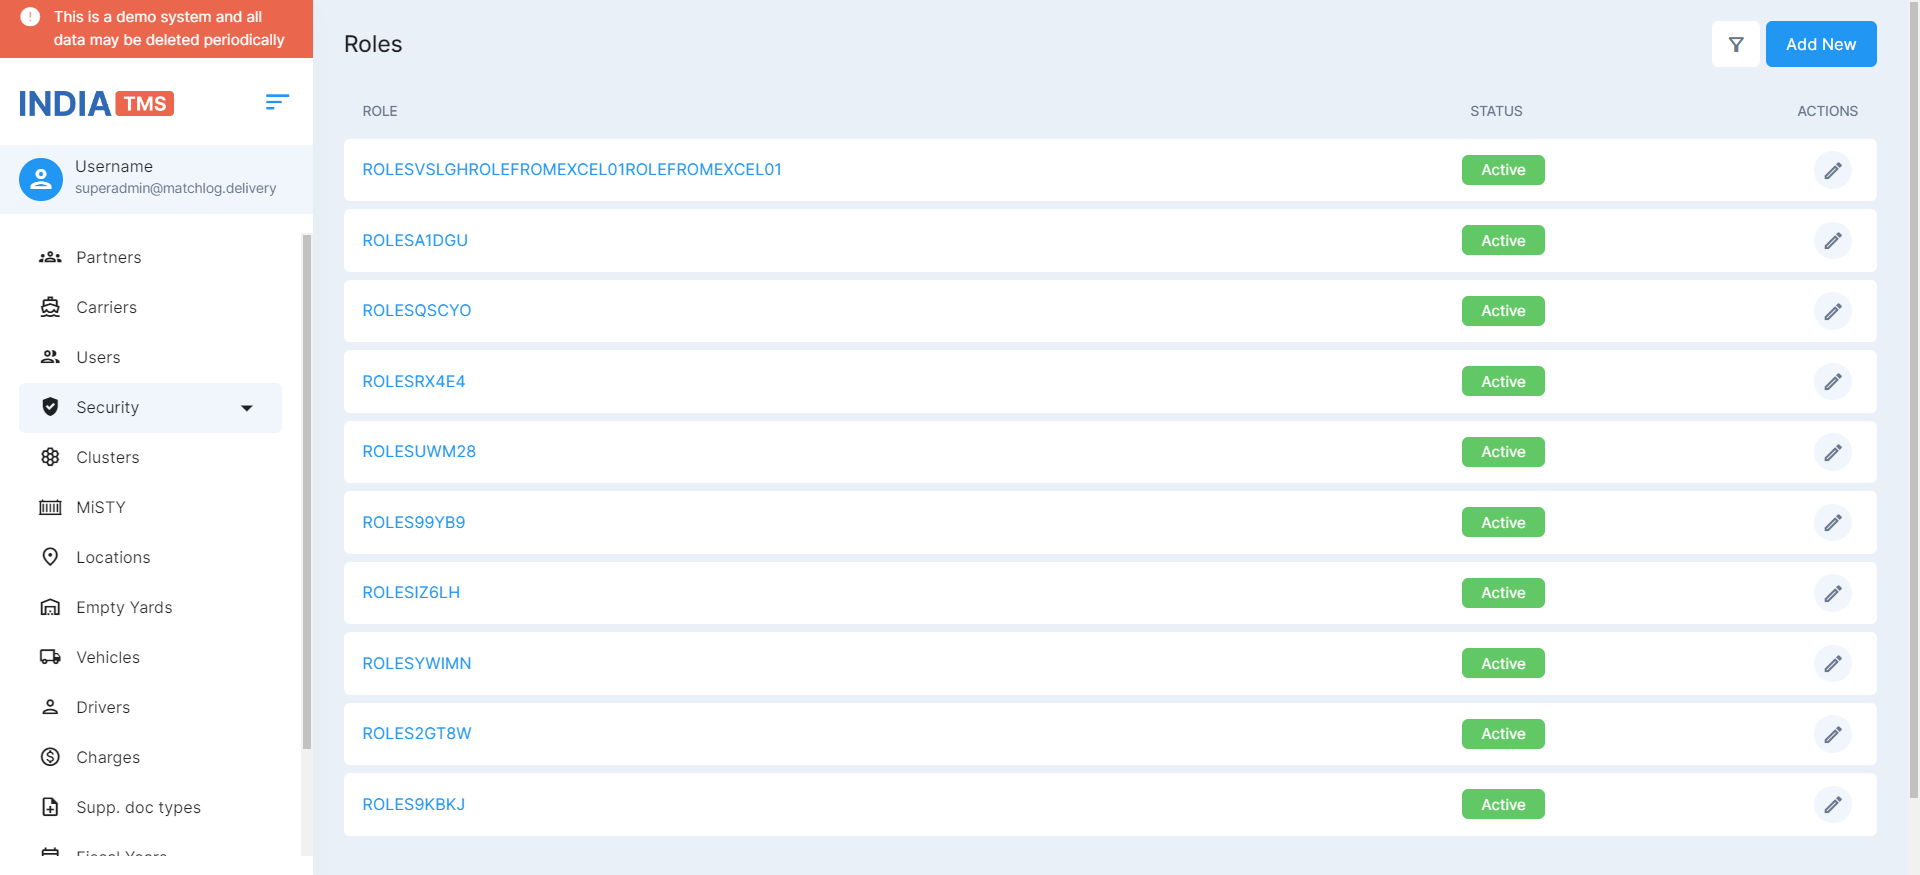 This is a demo system and all
data may be deleted periodically
INDIA TMS
Username
superadmin@matchlog.delivery
Partners
Carriers
Users
Security
Clusters
MiSTY
Locations
Empty Yards
Vehicles
Drivers
Charges
Supp. doc types
Fiscal Years
Roles
Add New
ROLE STATUS ACTIONS
ROLESVSLGHROLEFROMEXCEL01ROLEFROMEXCEL01 Active
ROLESA1DGU Active
ROLESQSCYO Active
ROLESRX4E4 Active
ROLESUWM28 Active
ROLES99YB9 Active
ROLESIZ6LH Active
ROLESYWIMN Active
ROLES2GT8W Active
ROLES9KBKJ Active